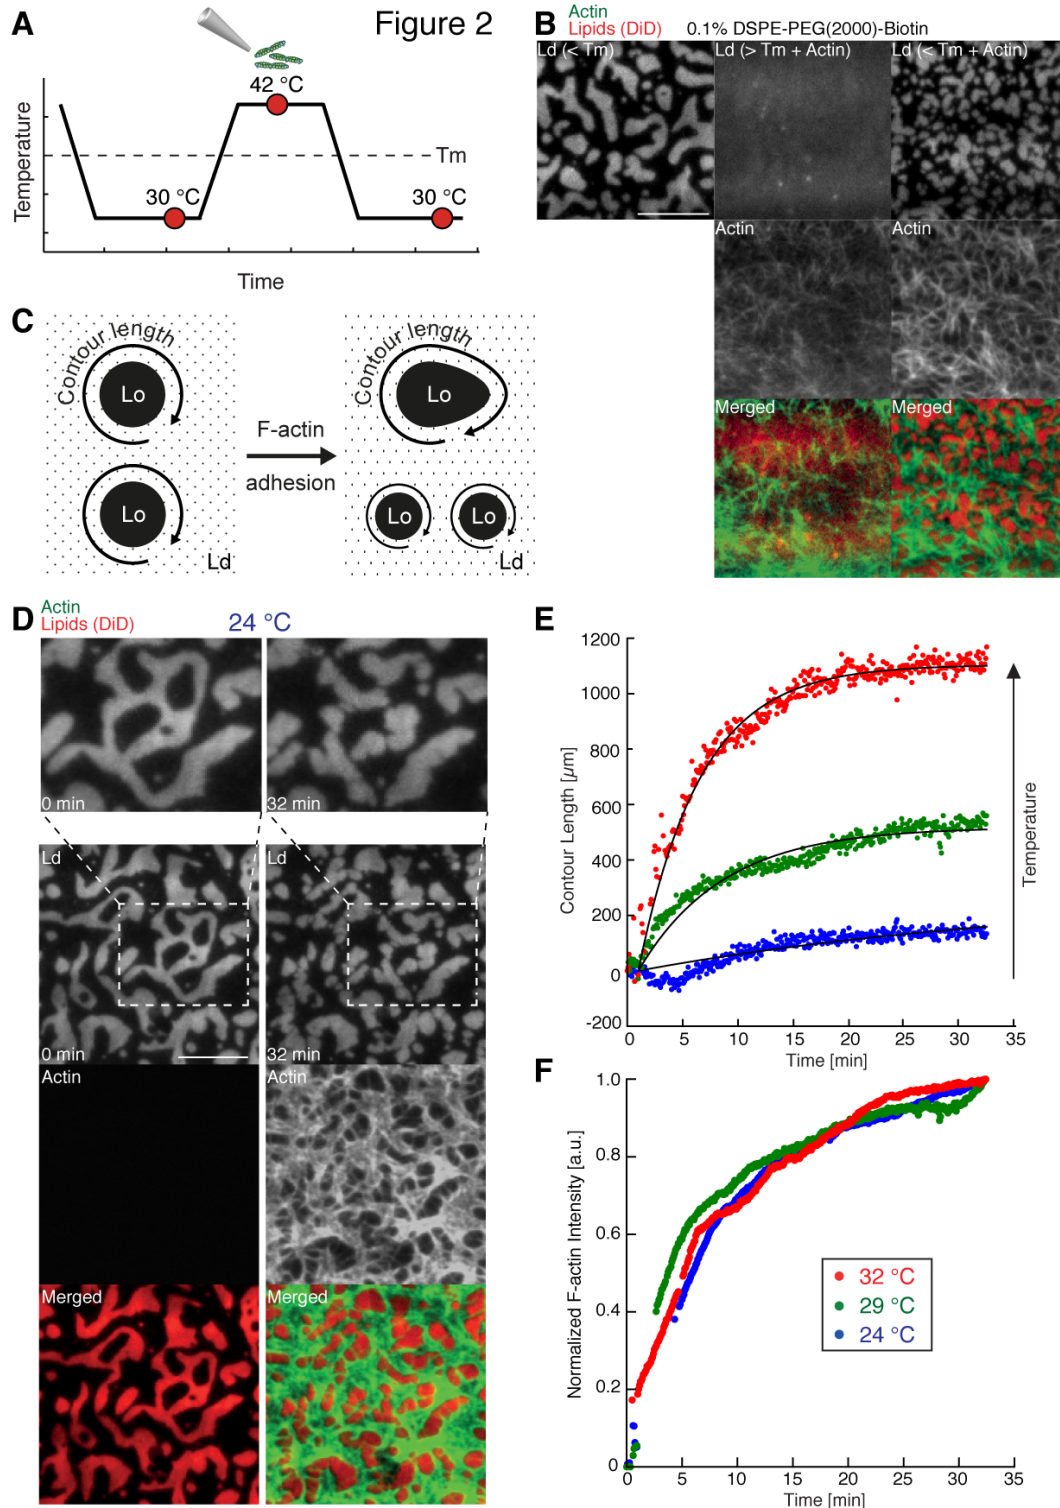 A
Figure 2
42 °C
Tm
30 °C
30 °C
Temperature
Time
B
Actin
Lipids (DiD)
0.1% DSPE-PEG(2000)-Biotin
Ld (< Tm)
Ld (> Tm + Actin)
Ld (< Tm + Actin)
Actin
Actin
Merged
Merged
C
Contour length
Lo
Contour length
Lo
F-actin
adhesion
Lo
Ld
Lo
Lo
Ld
D
Actin
Lipids (DiD)
24 °C
0 min
32 min
Ld
Ld
0 min
32 min
Actin
Actin
Merged
Merged
E
1200
1000
800
600
400
200
0
-200
Contour Length [µm]
Temperature
0
5
10
15
20
25
30
35
Time [min]
F
1.0
0.8
0.6
0.4
0.2
0
Normalized F-actin Intensity [a.u.]
32 °C
29 °C
24 °C
0
5
10
15
20
25
30
35
Time [min]